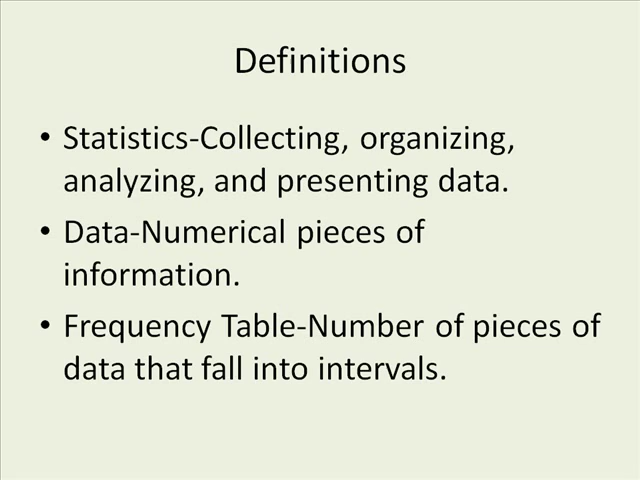 Definitions
• Statistics-Collecting, organizing,
analyzing, and presenting data.
• Data-Numerical pieces of
information.
• Frequency Table-Number of pieces of
data that fall into intervals.